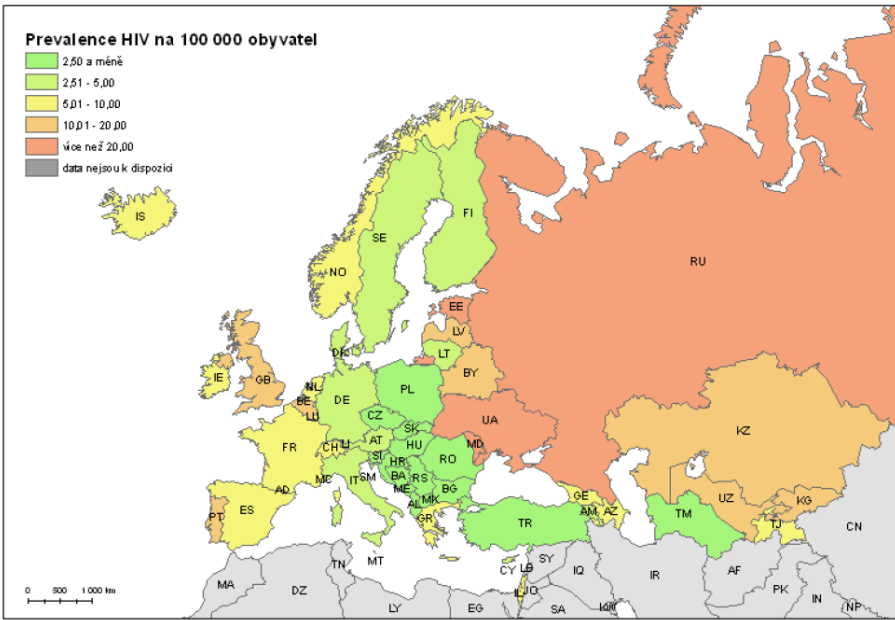 Prevalence HIV na 100 000 obyvatel
2,50 a méně
2,51 - 5,00
5,01 - 10,00
10,01 - 20,00
více než 20,00
data nejsou k dispozici
IS
FI
SE
NO
RU
EE
LV
DK
LT
IE
GB
NL
BY
BE
DE
PL
LU
CZ
UA
SK
KZ
FR
CH
LI
AT
HU
MD
SI
RO
HR
MC
IT
SM
BA
RS
AD
ME
BG
GE
UZ
KG
PT
ES
AL
MK
AM
AZ
TM
TJ
GR
TR
CN
MT
CY
LB
SY
TN
IQ
IR
AF
MA
DZ
IL
JO
PK
LY
EG
SA
KW
IN
NP
0 500 1 000 km